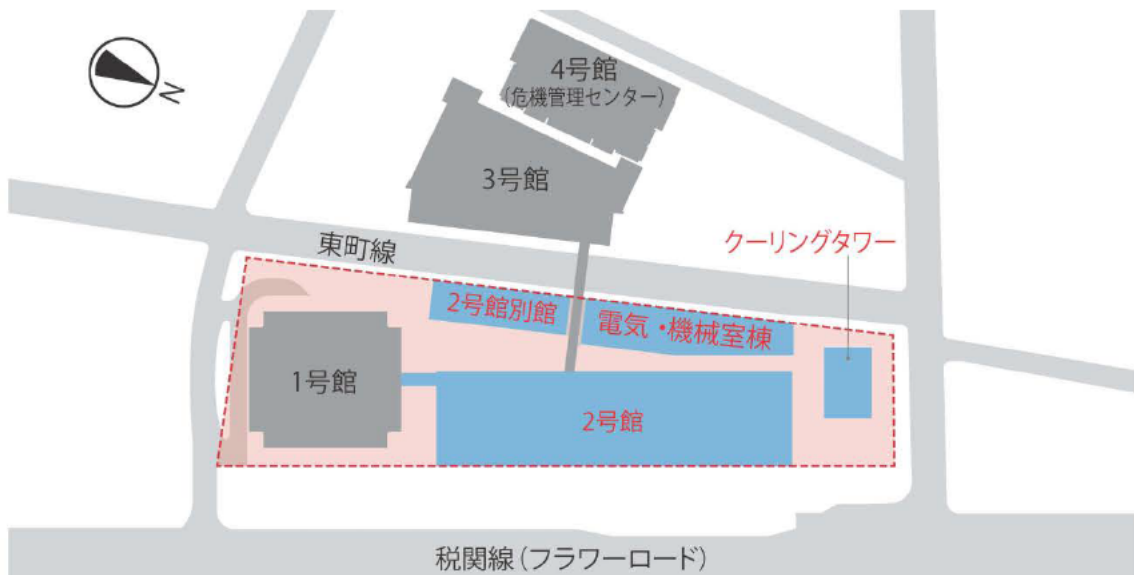 N
4号館
(危機管理センター)
3号館
東町線
クーリングタワー
2号館別館
電気・機械室棟
1号館
2号館
税関線(フラワーロード)